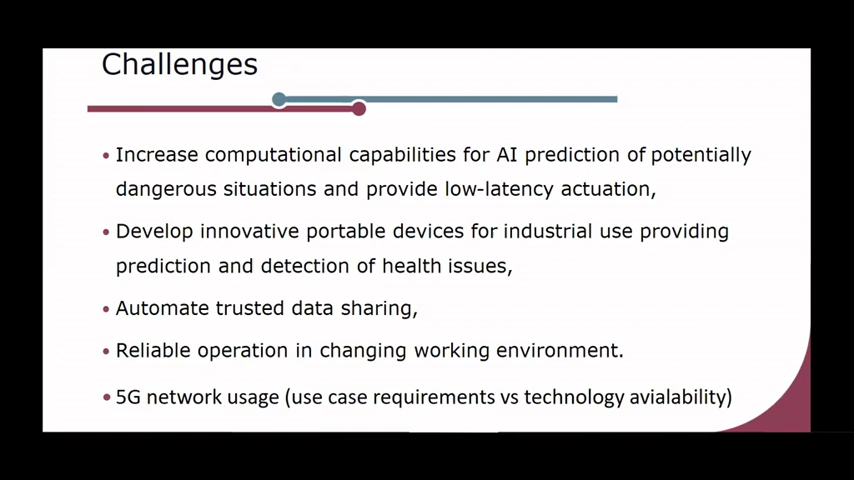 Challenges
• Increase computational capabilities for AI prediction of potentially
dangerous situations and provide low-latency actuation,
• Develop innovative portable devices for industrial use providing
prediction and detection of health issues,
• Automate trusted data sharing,
• Reliable operation in changing working environment.
• 5G network usage (use case requirements vs technology avialability)